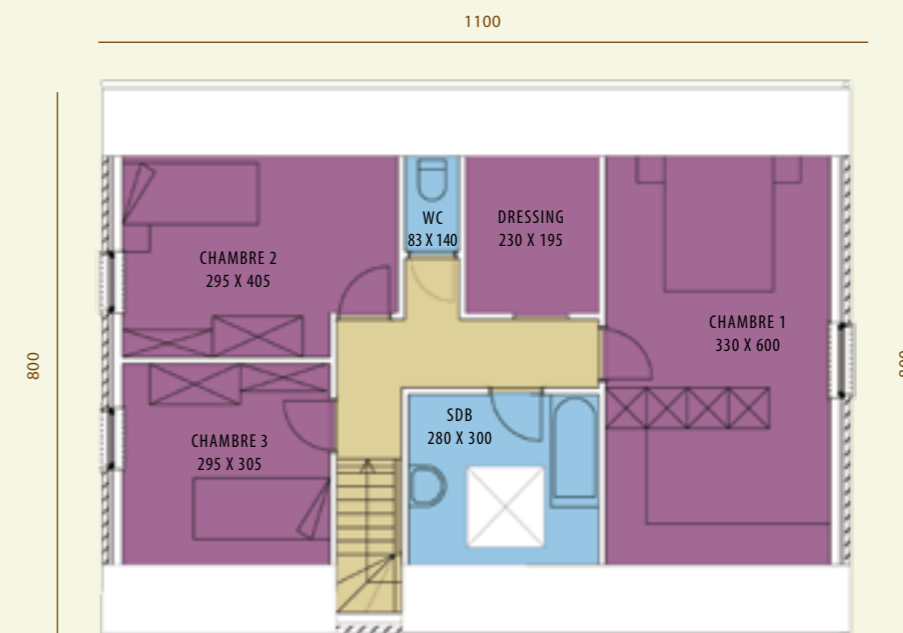 1100
WC
83 X 140
DRESSING
230 X 195
CHAMBRE 2
295 X 405
CHAMBRE 1
330 X 600
800
800
SDB
280 X 300
CHAMBRE 3
295 X 305